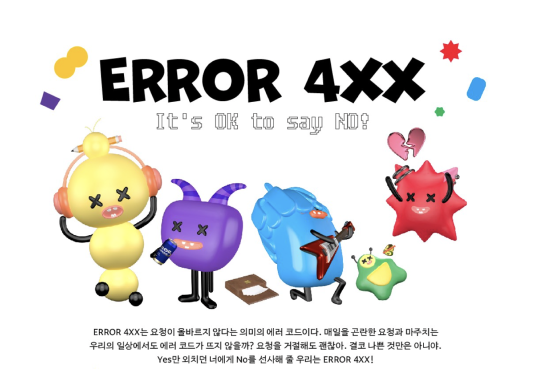 ERROR 4XX
It's OK to say NO!
ERROR 4XX는 요청이 올바르지 않다는 의미의 에러 코드이다. 매일을 곤란한 요청과 마주치는
우리의 일상에서도 에러 코드가 뜨지 않을까? 요청을 거절해도 괜찮아. 결코 나쁜 것만은 아니야.
Yes만 외치던 너에게 No를 선사해 줄 우리는 ERROR 4XX!